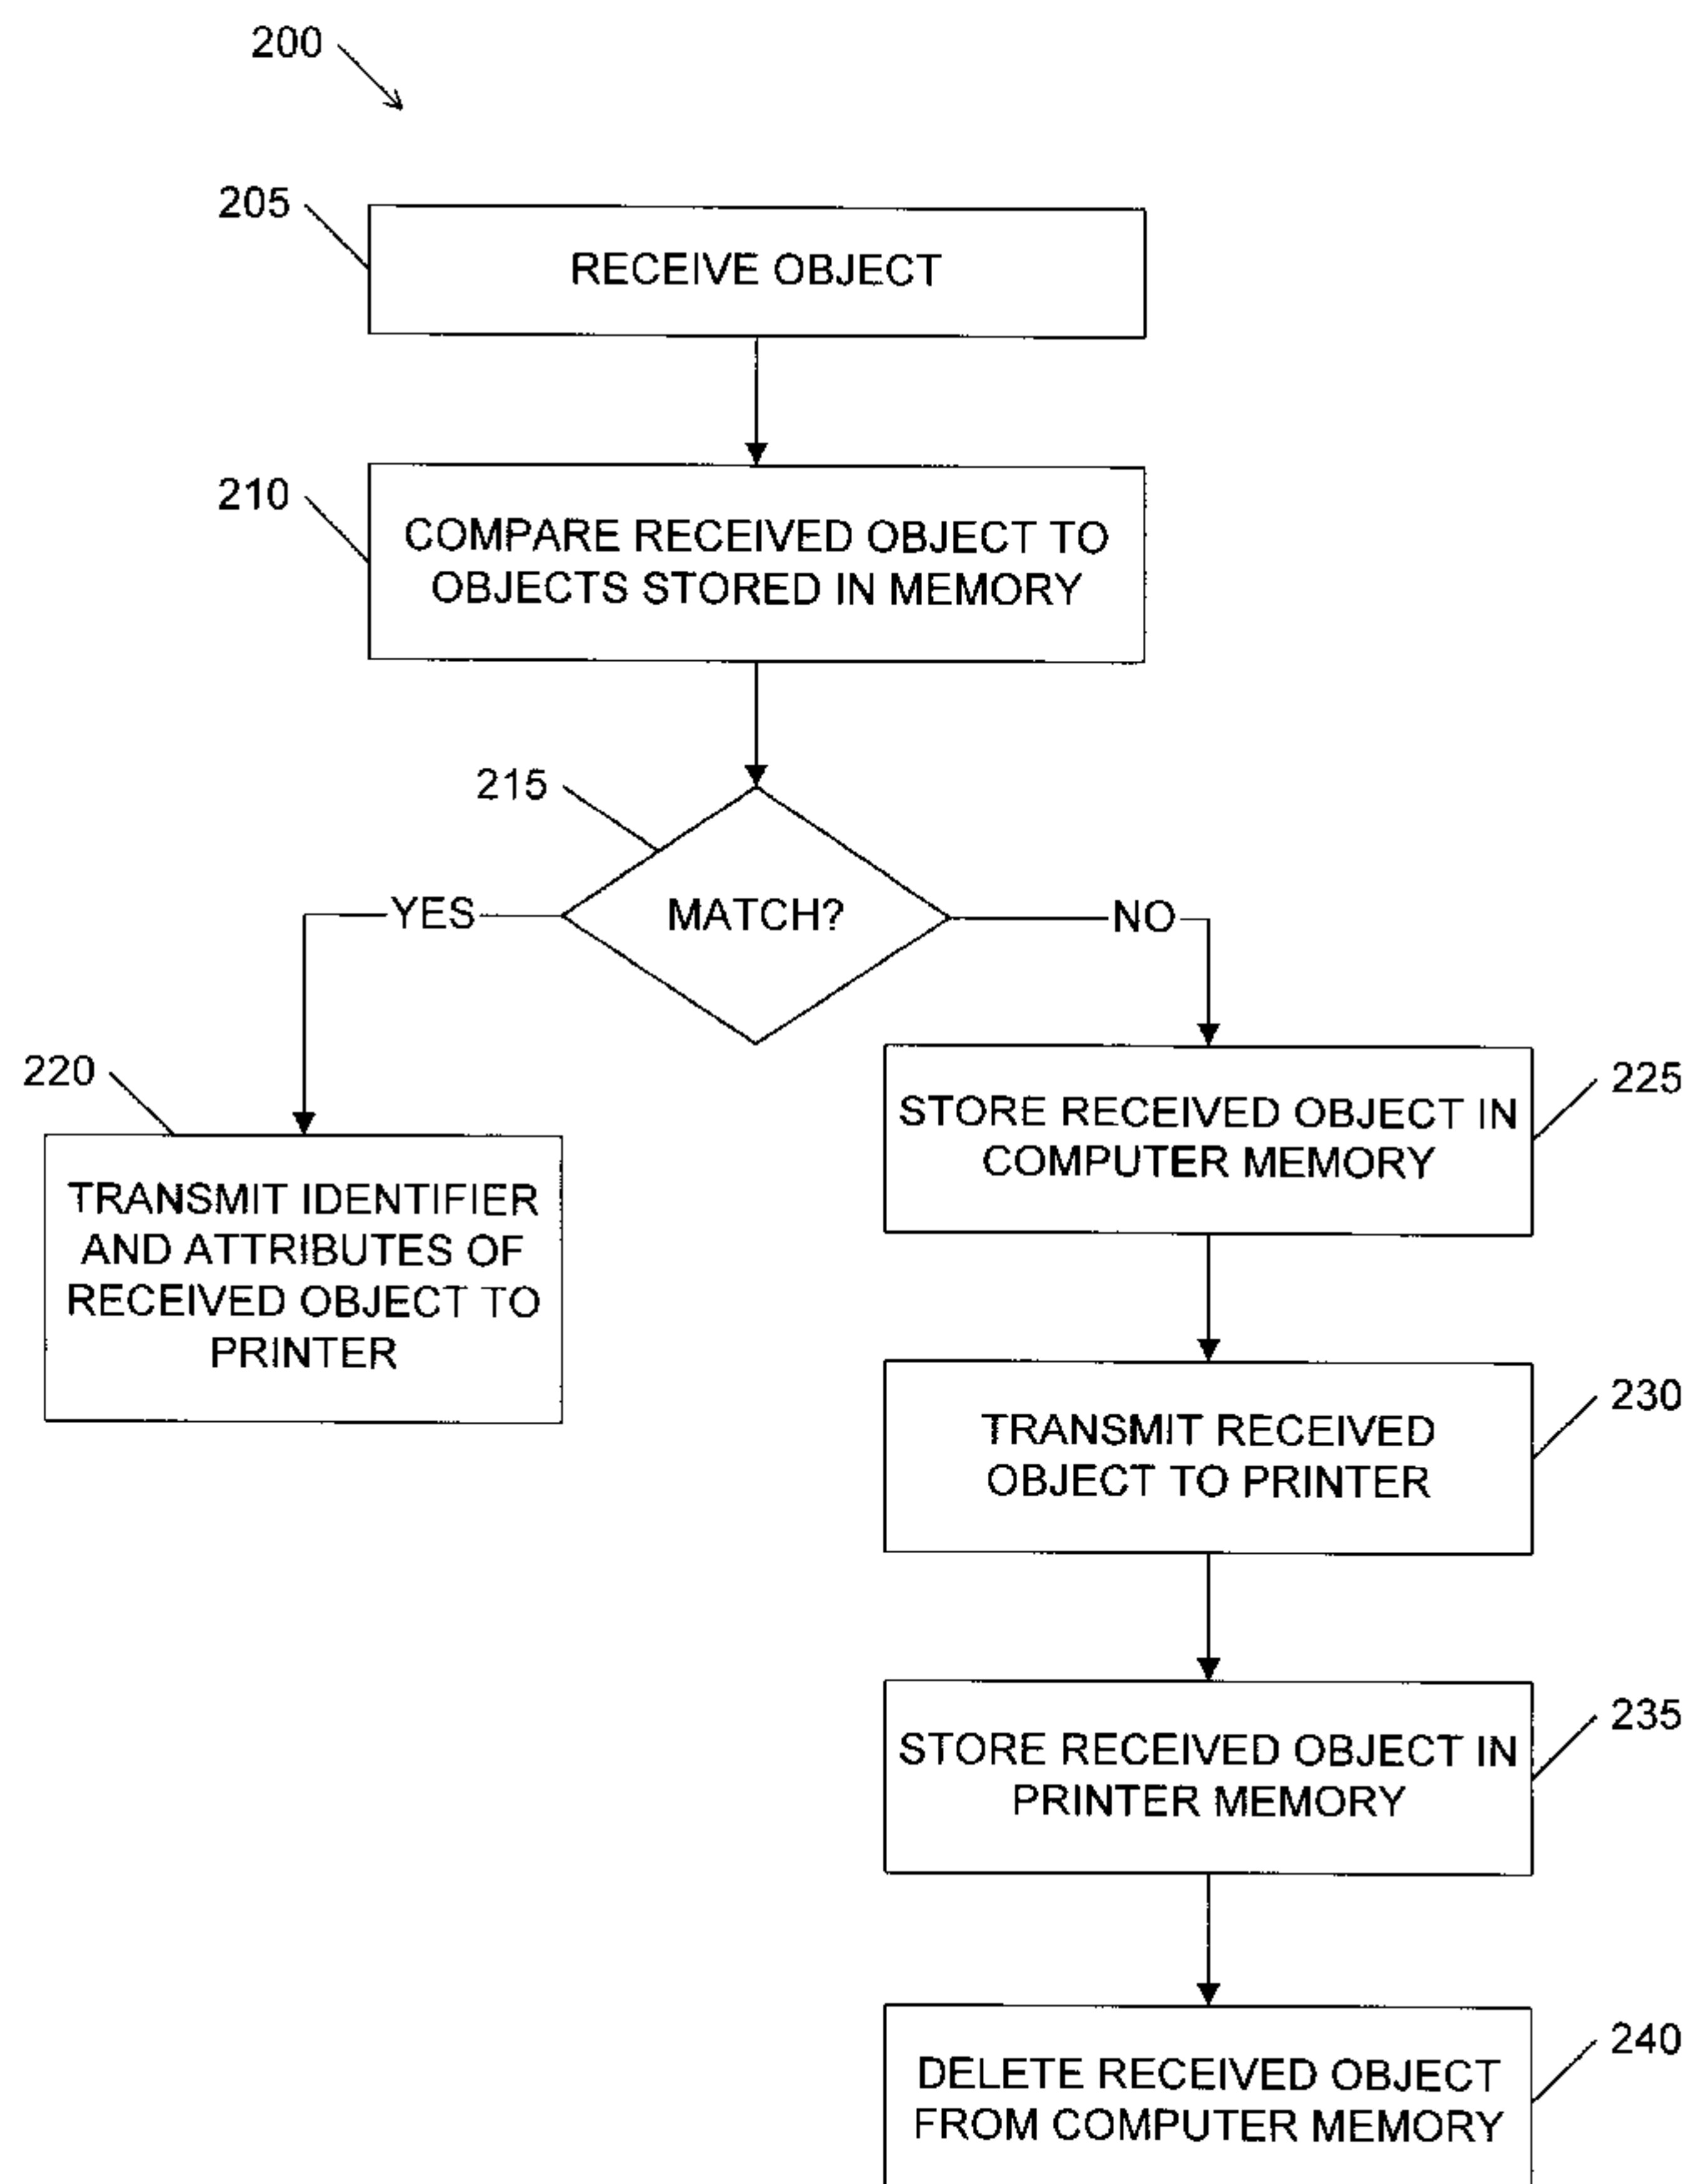 200
205
RECEIVE OBJECT
210
COMPARE RECEIVED OBJECT TO
OBJECTS STORED IN MEMORY
215
MATCH?
YES
NO
220
TRANSMIT IDENTIFIER
AND ATTRIBUTES OF
RECEIVED OBJECT TO
PRINTER
225
STORE RECEIVED OBJECT IN
COMPUTER MEMORY
230
TRANSMIT RECEIVED
OBJECT TO PRINTER
235
STORE RECEIVED OBJECT IN
PRINTER MEMORY
240
DELETE RECEIVED OBJECT
FROM COMPUTER MEMORY